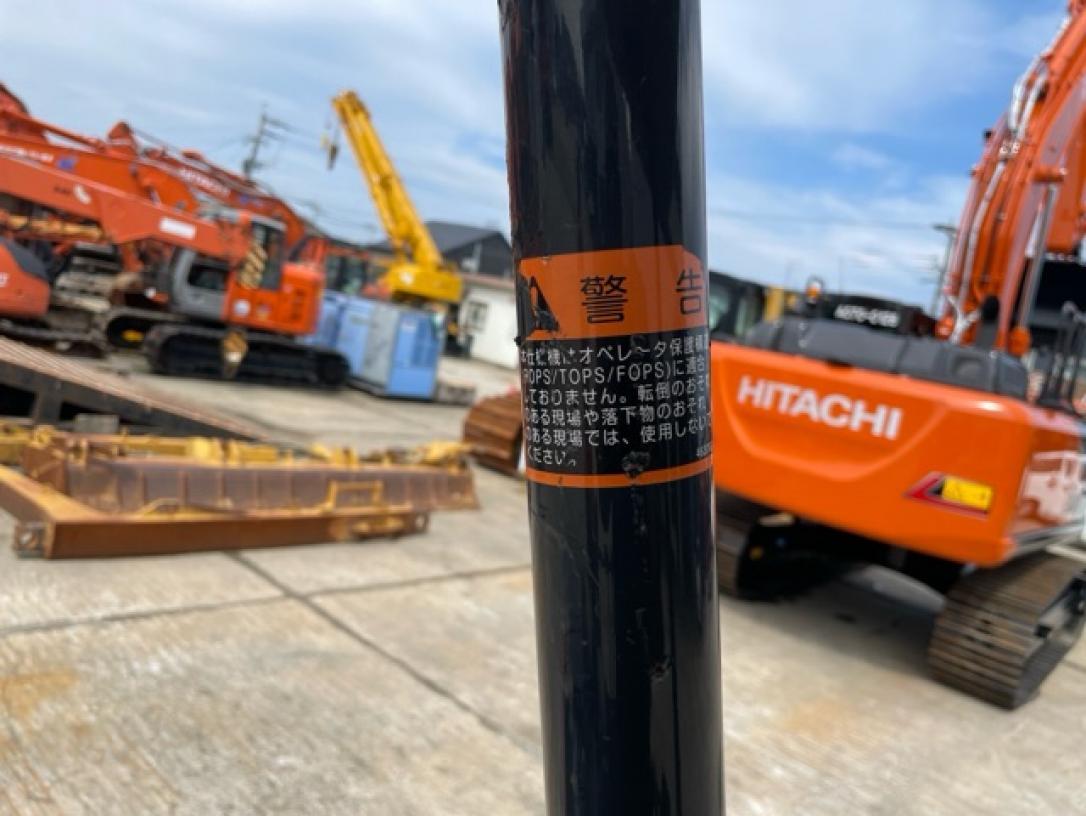 警告
本仕様機はオペレータ保護構
(ROPS/TOPS/FOPS)に適合
しておりません。転倒のおそれ
のある現場や落下物のおそれ
のある現場では、使用しない
ください。
HITACHI
HITACHI